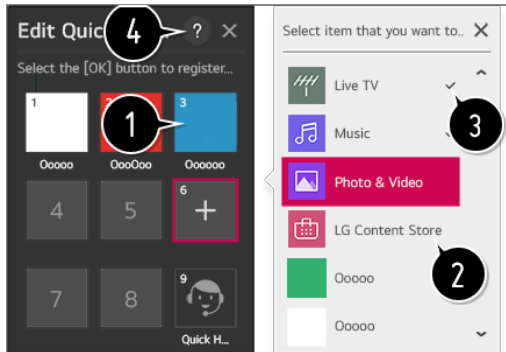 Edit Quic
4
?
Select the [OK] button to register...
1
3
1
Ooooo
OooOoo
Oooooo
4
5
6
7
8
9
Quick H...
Select item that you want to..
Live TV
3
Music
Photo & Video
LG Content Store
2
Ooooo
Ooooo